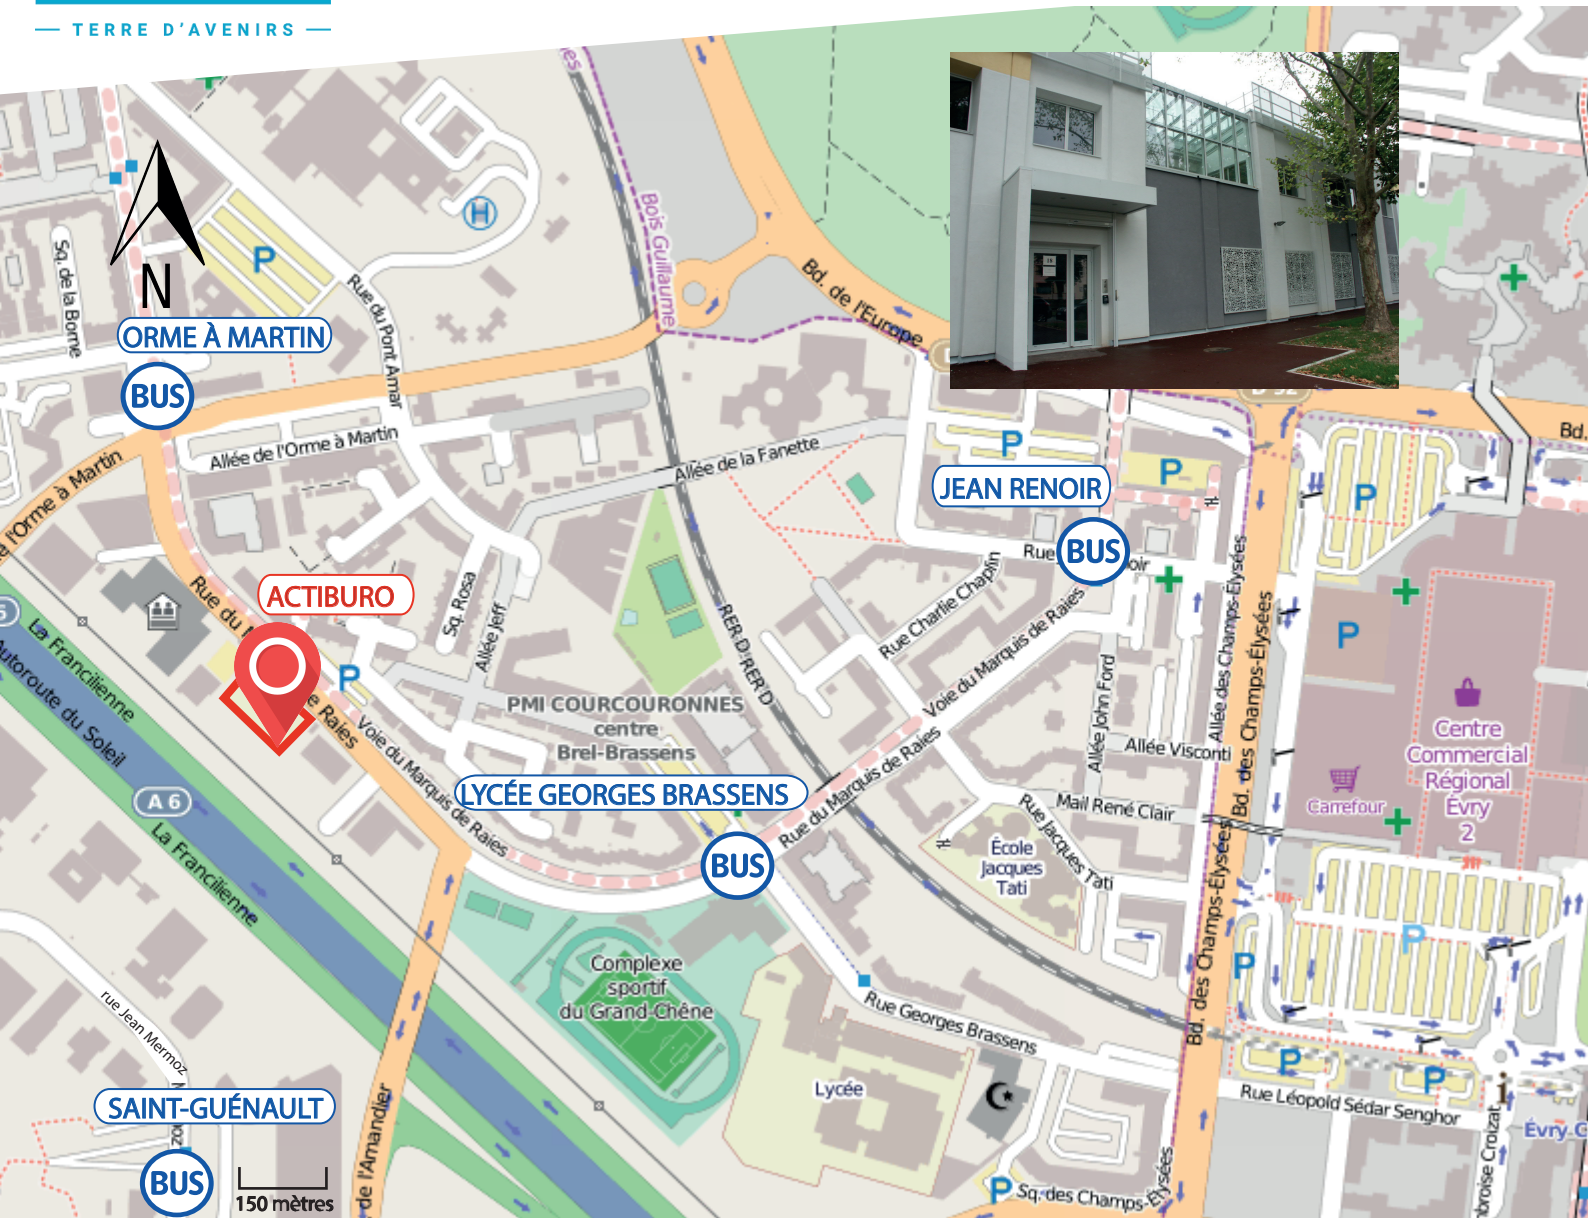 TERRE D'AVENIRS
Bois Guillaume
Bd. de l'Europe
Sq. de la Borne
P
H
N
Rue du Pont Amar
ORME À MARTIN
BUS
Allée de l'Orme à Martin
l'Orme à Martin
Allée de la Fanette
P
P
P
Bd.
JEAN RENOIR
BUS
Rue
oir
Rue Charlie Chaplin
Rue du
ACTIBURO
P
e Raies
Sq. Rosa
Allée Jeff
RER D RER D
La Francilienne
Autoroute du Soleil
A 6
La Francilienne
Voie du Marquis de Raies
PMI COURCOURONNES
centre
Brel-Brassens
LYCÉE GEORGES BRASSENS
BUS
Voie du Marquis de Raies
Rue du Marquis de Raies
Allée John Ford
Allée Visconti
Mail René Clair
Rue Jacques Tati
École
Jacques
Tati
Allée des Champs-Élysées
Bd. des Champs-Élysées
P
Centre
Commercial
Régional
Évry
2
Carrefour
P
P
Bd. des Champs-Élysées
Complexe
sportif
du Grand-Chêne
Rue Georges Brassens
Lycée
rue Jean Mermoz
SAINT-GUÉNAULT
BUS
150 mètres
de l'Amandier
P
P
Rue Léopold Sédar Senghor
Évry C
broise Croizat
P
Sq. des Champs-Élysées